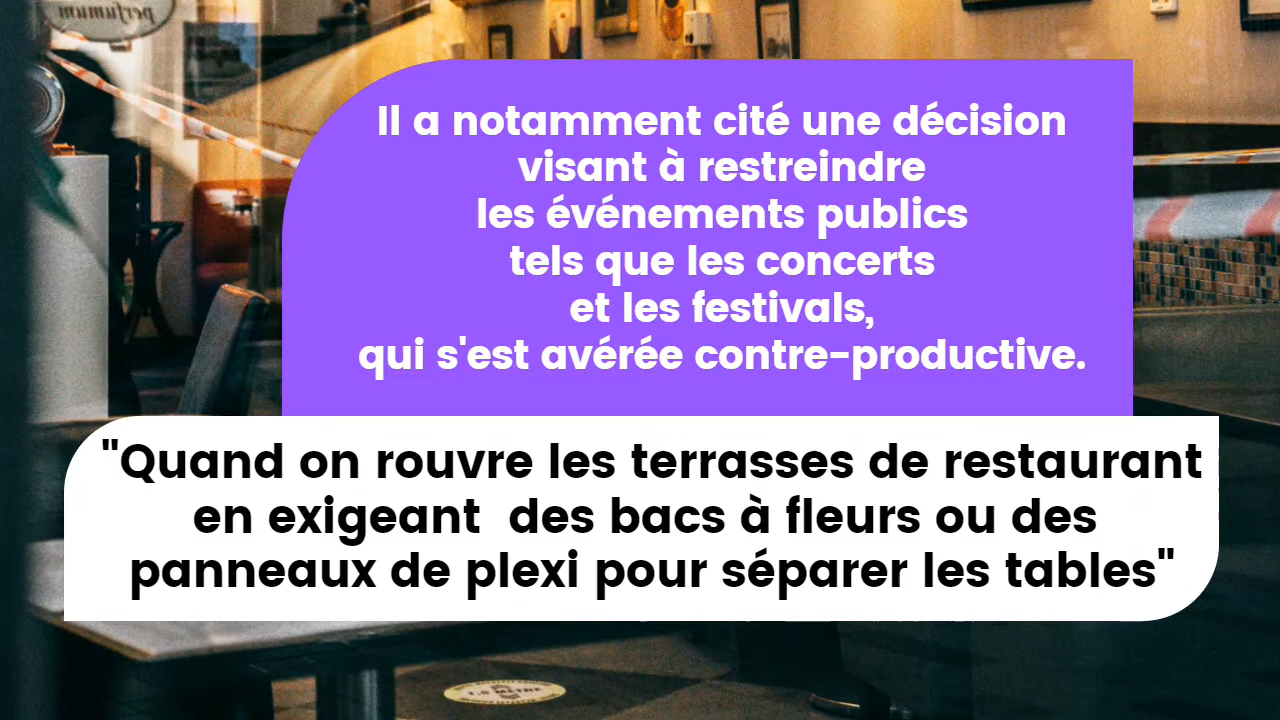 perfumum
Il a notamment cité une décision
visant à restreindre
les événements publics
tels que les concerts
et les festivals,
qui s'est avérée contre-productive.
"Quand on rouvre les terrasses de restaurant
en exigeant  des bacs à fleurs ou des
panneaux de plexi pour séparer les tables"